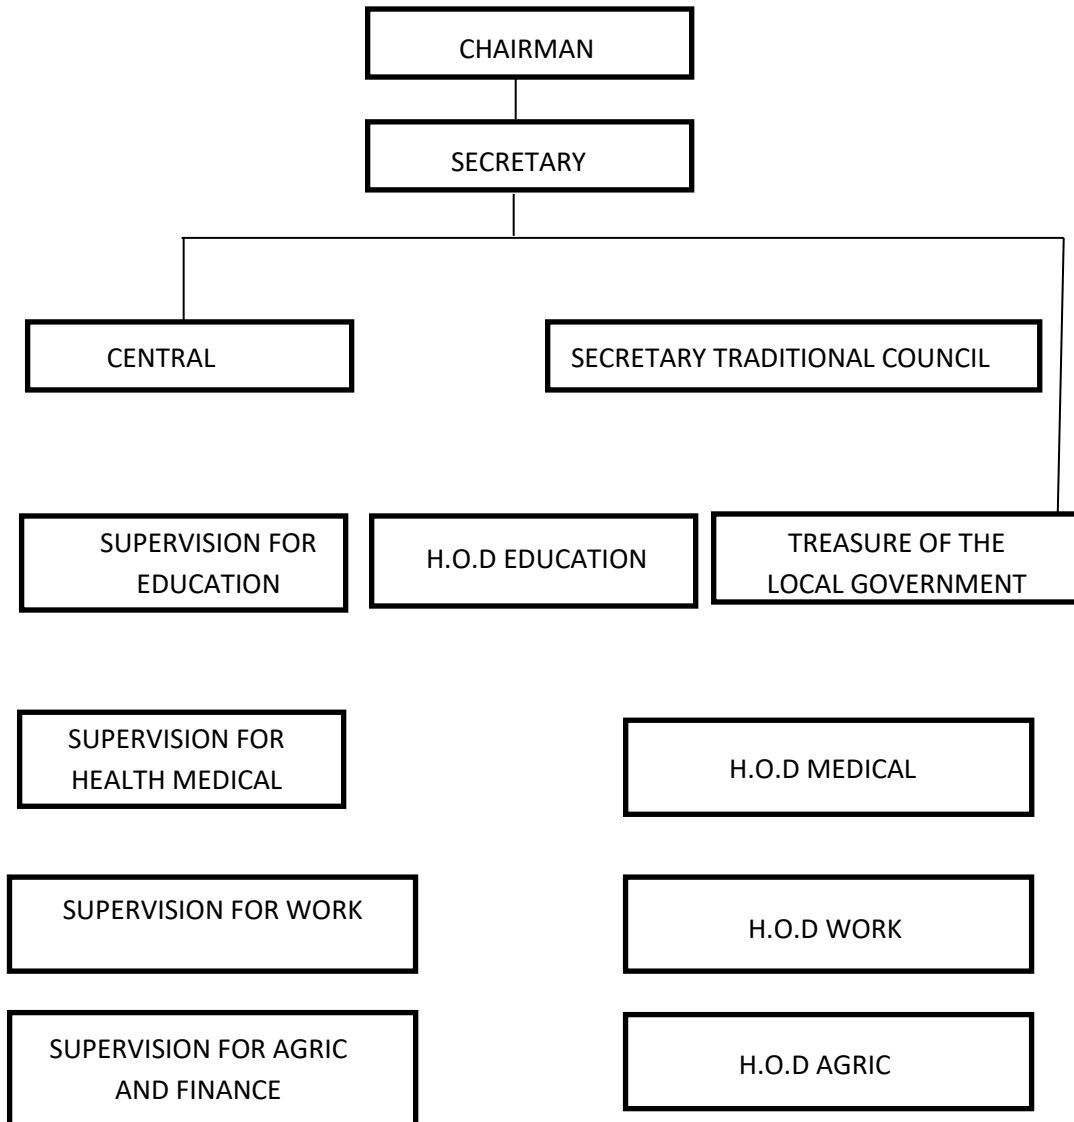 CHAIRMAN
SECRETARY
CENTRAL
SECRETARY TRADITIONAL COUNCIL
SUPERVISION FOR
EDUCATION
H.O.D EDUCATION
TREASURE OF THE
LOCAL GOVERNMENT
SUPERVISION FOR
HEALTH MEDICAL
H.O.D MEDICAL
SUPERVISION FOR WORK
H.O.D WORK
SUPERVISION FOR AGRIC
AND FINANCE
H.O.D AGRIC